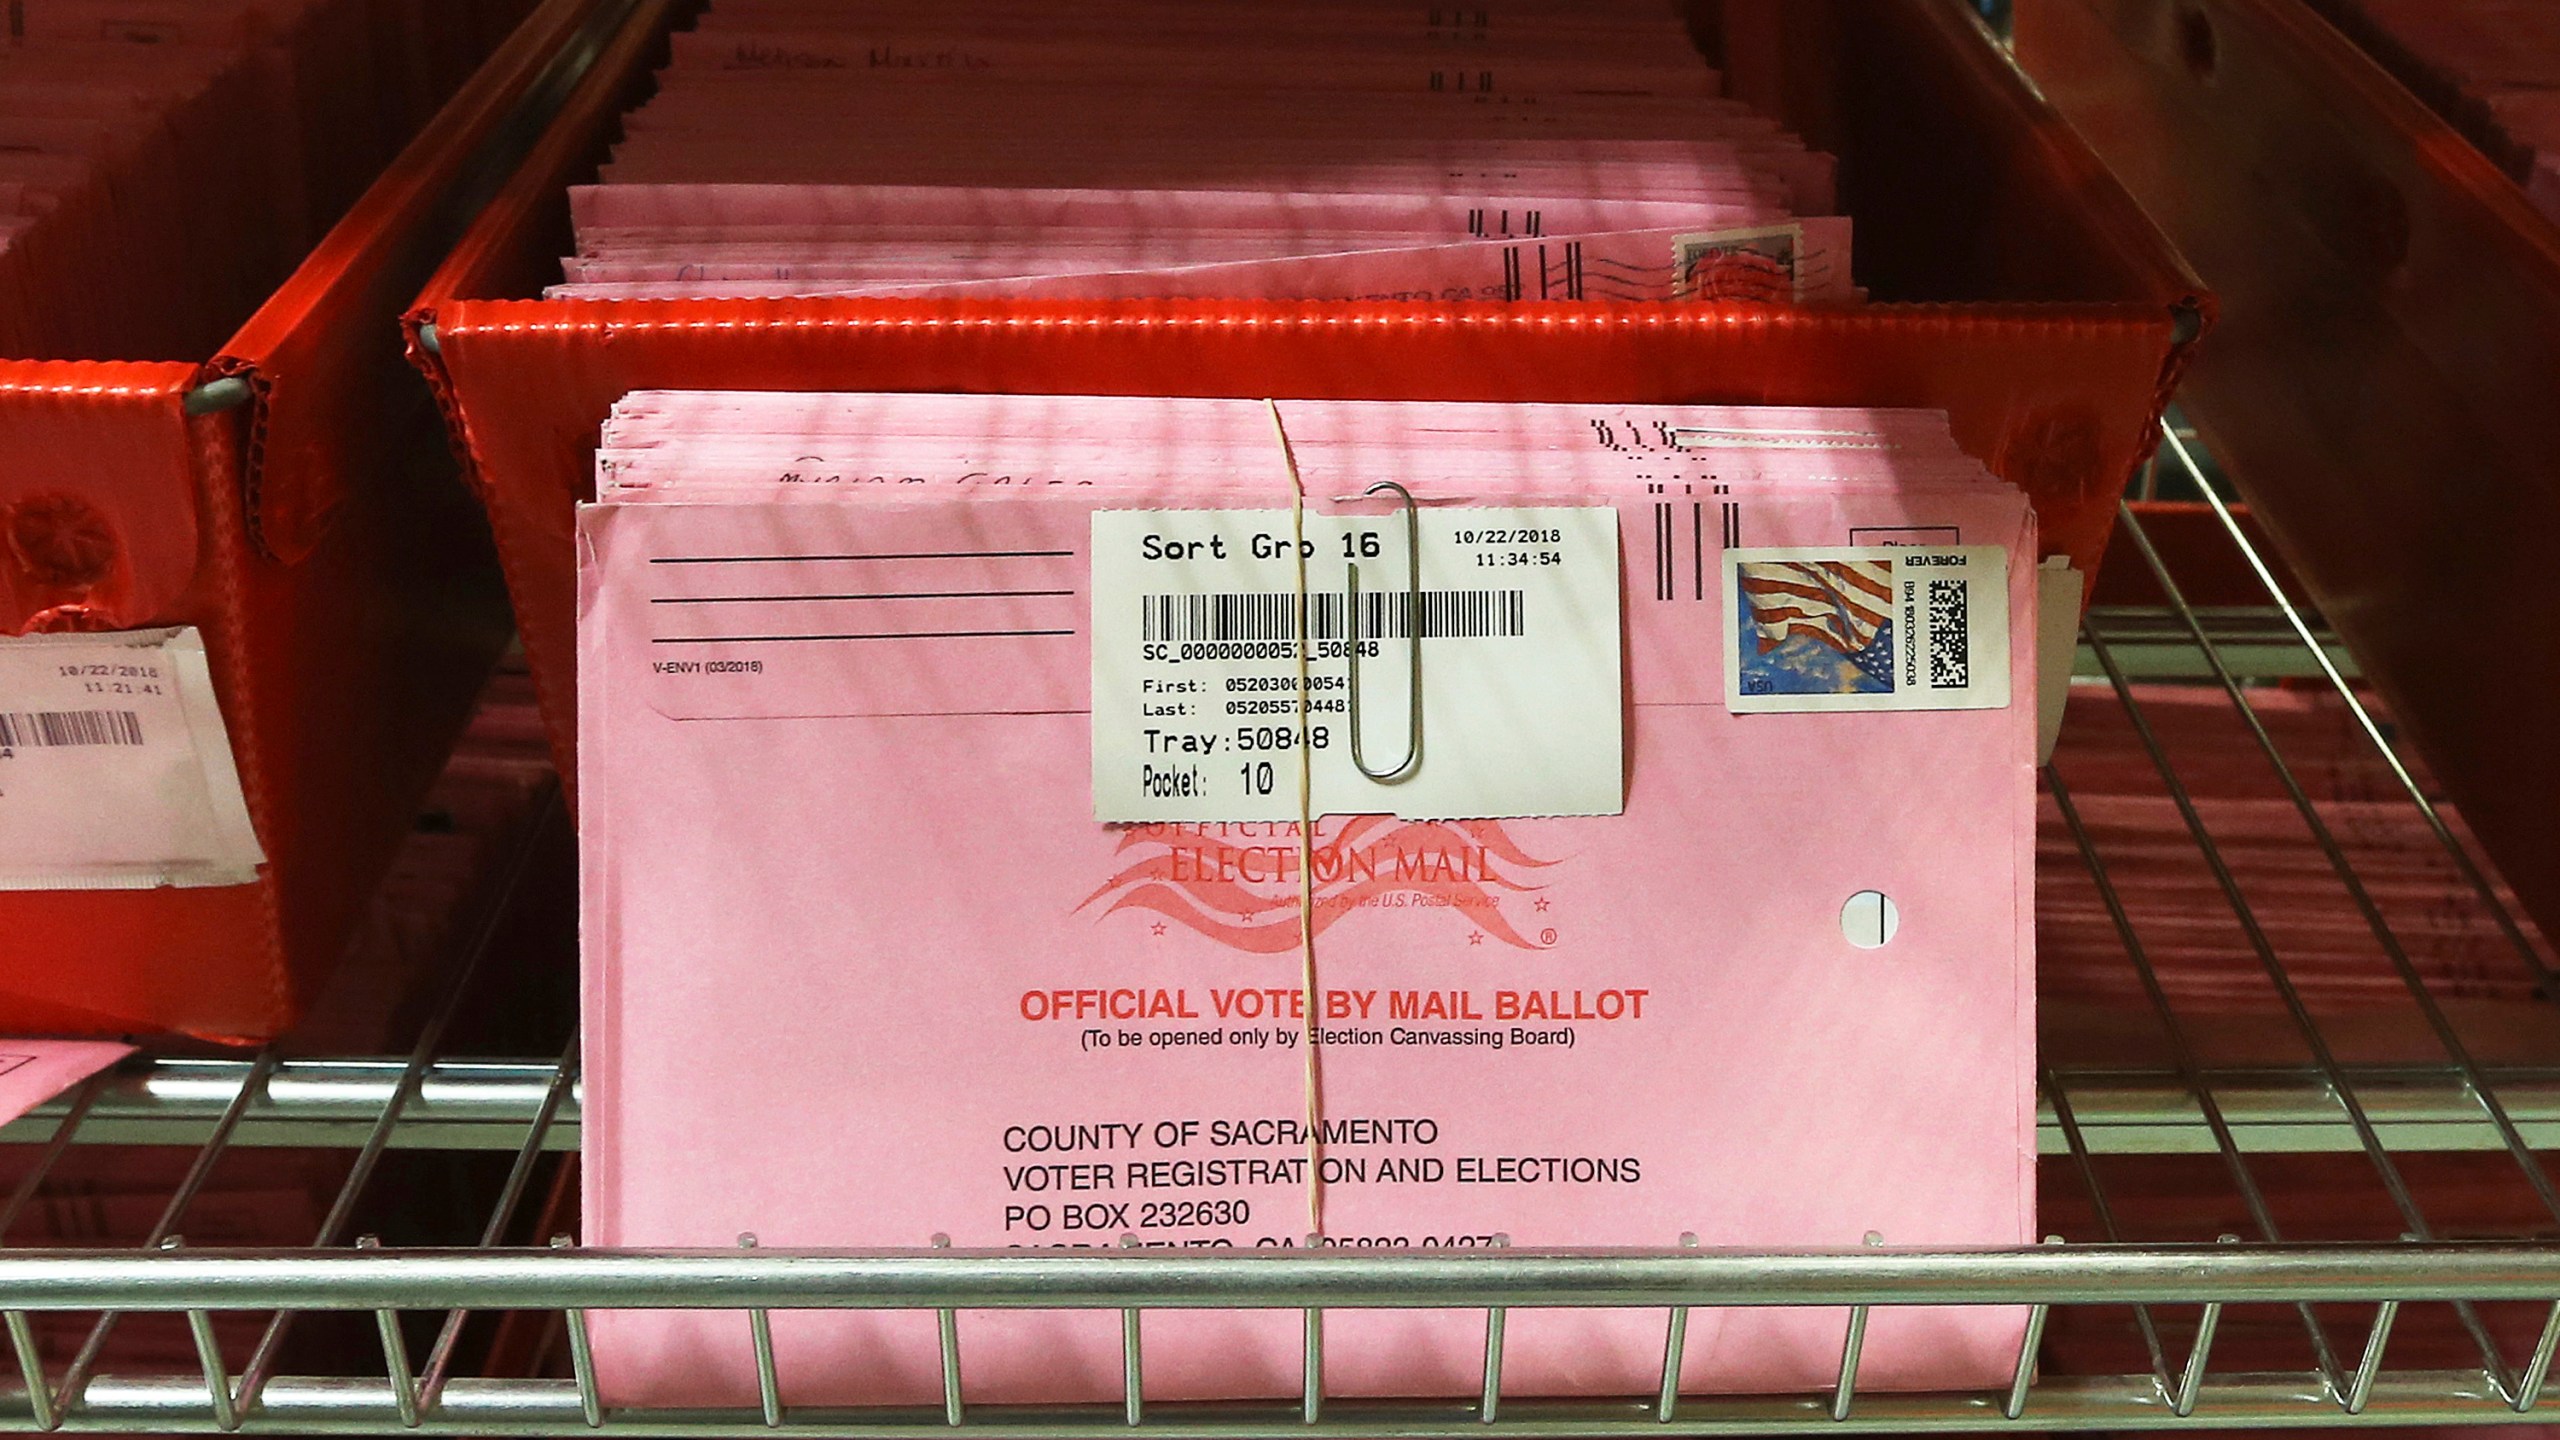 FOREVER
Sort Grp 16
10/22/2018
11:34:54
SC_0000000052_50848
Tray:50848
Pocket: 10
V-ENV1 (03/2018)
FOREVER
USA
OFFICIAL
ELECTION MAIL
Authorized by the U.S. Postal Service
®
OFFICIAL VOTE BY MAIL BALLOT
(To be opened only by Election Canvassing Board)
COUNTY OF SACRAMENTO
VOTER REGISTRATION AND ELECTIONS
PO BOX 232630
SACRAMENTO, CA
10/22/2018
11:21:41
First:
Last: